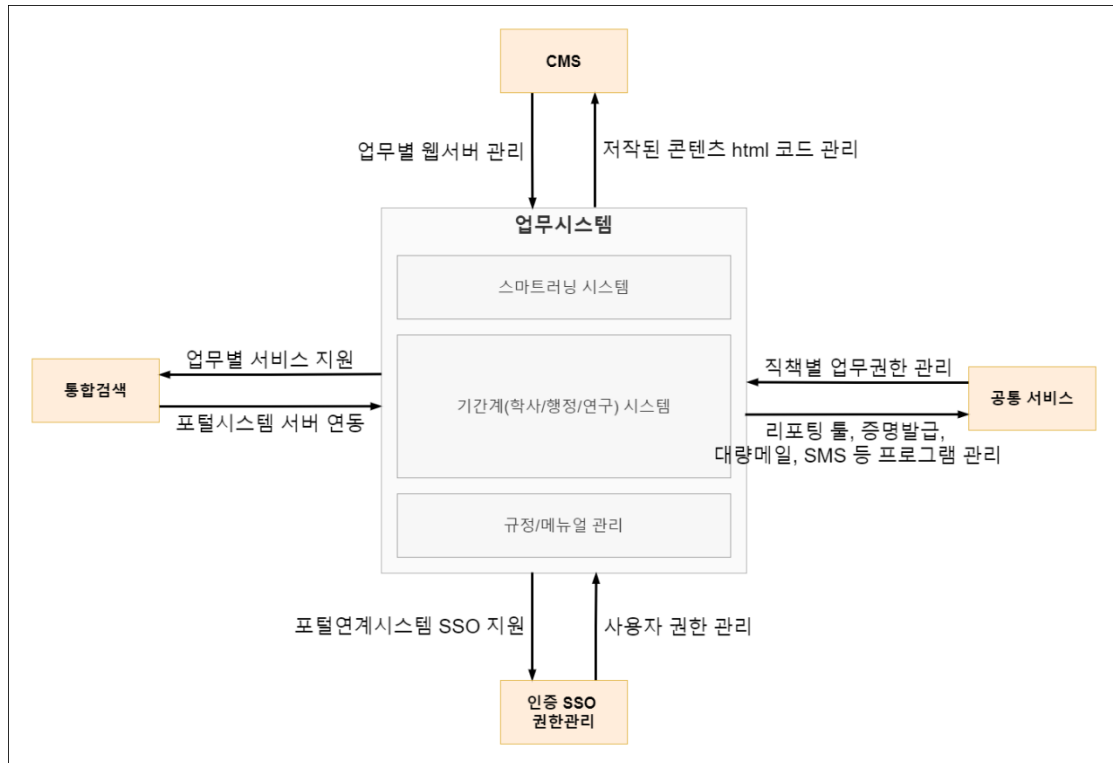 CMS
업무별 웹서버 관리
저작된 콘텐츠 html 코드 관리
업무시스템
스마트러닝 시스템
업무별 서비스 지원
통합검색
포털시스템 서버 연동
기간계(학사/행정/연구) 시스템
직책별 업무권한 관리
공통 서비스
리포팅 툴, 증명발급,
대량메일, SMS 등 프로그램 관리
규정/메뉴얼 관리
포털연계시스템 SSO 지원
사용자 권한 관리
인증 SSO
권한관리